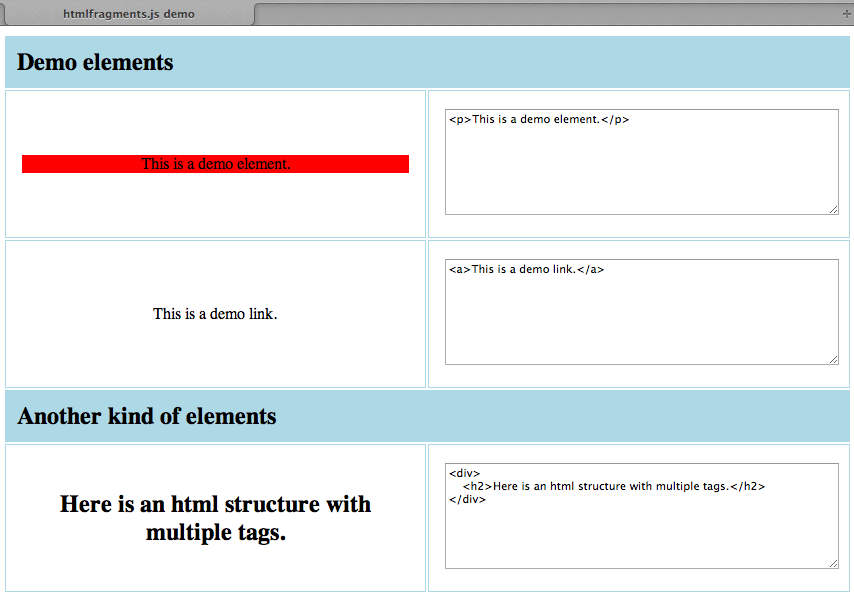 htmlfragments.js demo
Demo elements
This is a demo element.
<p>This is a demo element.</p>
This is a demo link.
<a>This is a demo link.</a>
Another kind of elements
Here is an html structure with
multiple tags.
<div>
    <h2>Here is an html structure with multiple tags.</h2>
</div>